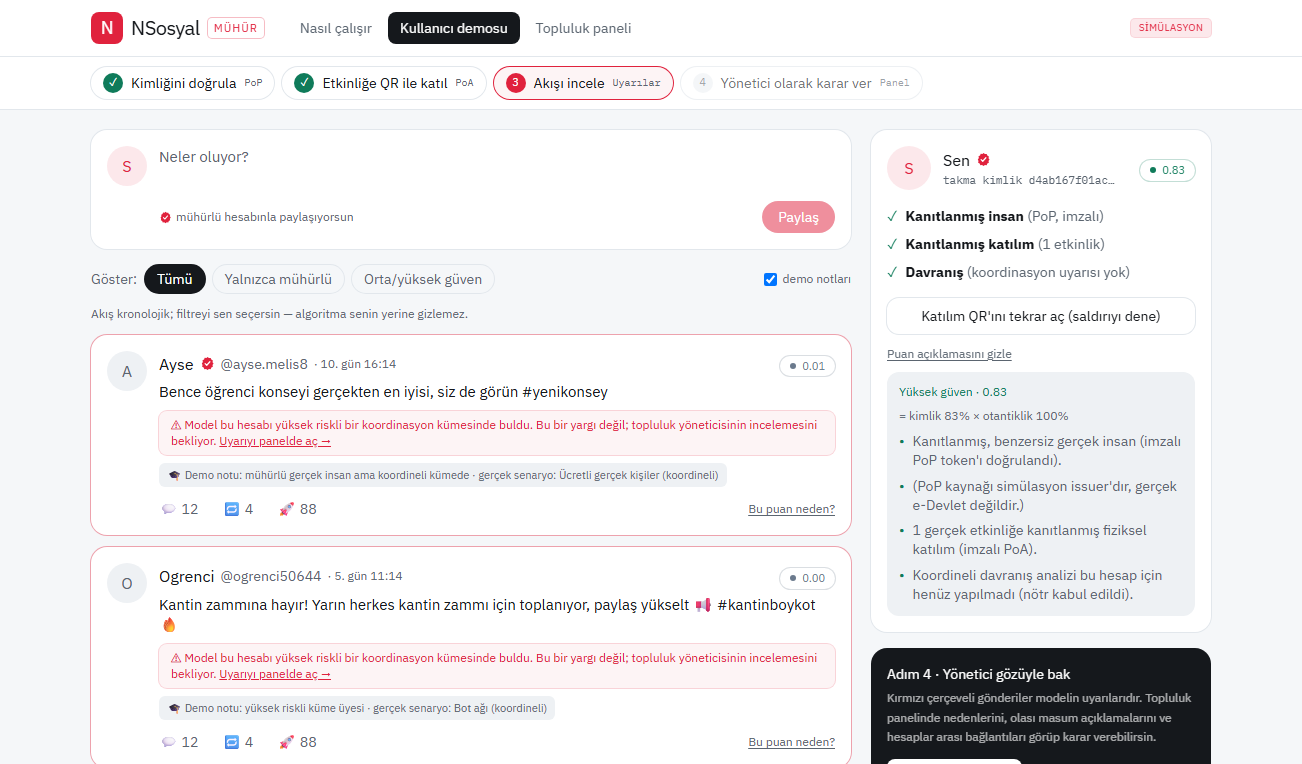 N NSosyal MÜHÜR Nasıl çalışır Kullanıcı demosu Topluluk paneli SİMÜLASYON
✓ Kimliğini doğrula PoP ✓ Etkinliğe QR ile katıl PoA 3 Akışı incele Uyarılar 4 Yönetici olarak karar ver Panel
S Neler oluyor?
mühürlü hesabınla paylaşıyorsun Paylaş
Göster: Tümü Yalnızca mühürlü Orta/yüksek güven demo notları
Akış kronolojik; filtreyi sen seçersin — algoritma senin yerine gizlemez.
A Ayse @ayse.melis8 · 10. gün 16:14 ● 0.01
Bence öğrenci konseyi gerçekten en iyisi, siz de görün #yenikonsey
⚠ Model bu hesabı yüksek riskli bir koordinasyon kümesinde buldu. Bu bir yargı değil; topluluk yöneticisinin incelemesini
bekliyor. Uyarıyı panelde aç →
🎓 Demo notu: mühürlü gerçek insan ama koordineli kümede · gerçek senaryo: Ücretli gerçek kişiler (koordineli)
💬 12 🔁 4 🚀 88 Bu puan neden?
O Ogrenci @ogrenci50644 · 5. gün 11:14 ● 0.00
Kantin zammına hayır! Yarın herkes kantin zammı için toplanıyor, paylaş yükselt 📢 #kantinboykot
🔥
⚠ Model bu hesabı yüksek riskli bir koordinasyon kümesinde buldu. Bu bir yargı değil; topluluk yöneticisinin incelemesini
bekliyor. Uyarıyı panelde aç →
🎓 Demo notu: yüksek riskli küme üyesi · gerçek senaryo: Bot ağı (koordineli)
💬 12 🔁 4 🚀 88 Bu puan neden?
S Sen ● 0.83
takma kimlik d4ab167f01ac…
✓ Kanıtlanmış insan (PoP, imzalı)
✓ Kanıtlanmış katılım (1 etkinlik)
✓ Davranış (koordinasyon uyarısı yok)
Katılım QR'ını tekrar aç (saldırıyı dene)
Puan açıklamasını gizle
Yüksek güven · 0.83
= kimlik 83% × otantiklik 100%
• Kanıtlanmış, benzersiz gerçek insan (imzalı
PoP token'ı doğrulandı).
• (PoP kaynağı simülasyon issuer'dır, gerçek
e-Devlet değildir.)
• 1 gerçek etkinliğe kanıtlanmış fiziksel
katılım (imzalı PoA).
• Koordineli davranış analizi bu hesap için
henüz yapılmadı (nötr kabul edildi).
Adım 4 · Yönetici gözüyle bak
Kırmızı çerçeveli gönderiler modelin uyarılarıdır. Topluluk
panelinde nedenlerini, olası masum açıklamalarını ve
hesaplar arası bağlantıları görüp karar verebilirsin.